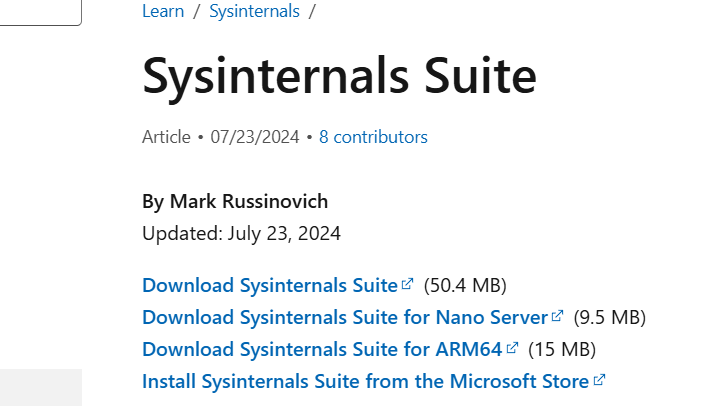 Learn / Sysinternals /
Sysinternals Suite
Article • 07/23/2024 • 8 contributors
By Mark Russinovich
Updated: July 23, 2024
Download Sysinternals Suite (50.4 MB)
Download Sysinternals Suite for Nano Server (9.5 MB)
Download Sysinternals Suite for ARM64 (15 MB)
Install Sysinternals Suite from the Microsoft Store